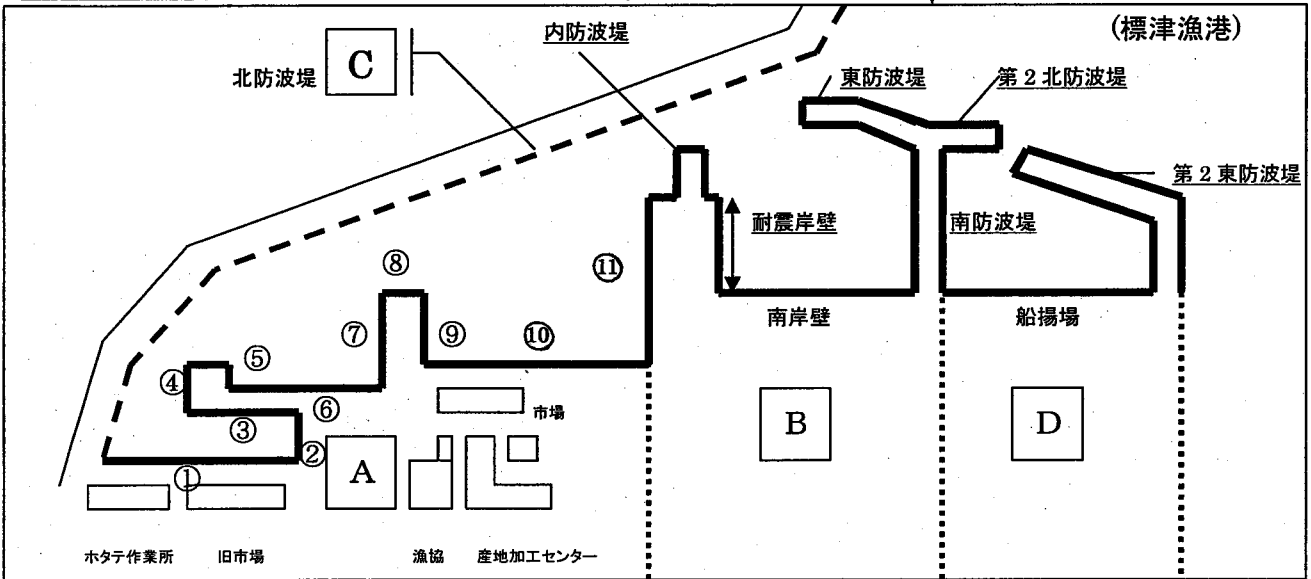 (標津漁港)
内防波堤
北防波堤
C
東防波堤
第2北防波堤
第2東防波堤
耐震岸壁
南防波堤
⑧
⑪
南岸壁
船揚場
⑦
⑨
⑩
⑤
④
⑥
市場
③
②
A
B
D
①
ホタテ作業所
旧市場
漁協
産地加工センター